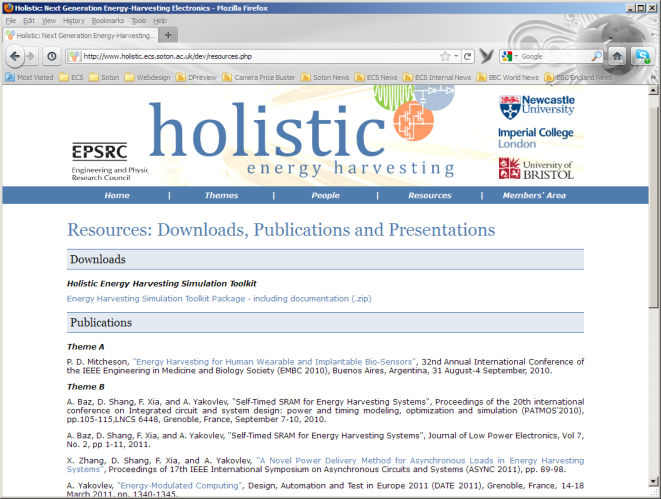 Holistic: Next Generation Energy-Harvesting Electronics - Mozilla Firefox
File Edit View History Bookmarks Tools Help
Holistic: Next Generation Energy-Harvesting...
http://www.holistic.ecs.soton.ac.uk/dev/resources.php
Google
Most Visited ECS Soton Webdesign DPreview Camera Price Buster Soton News ECS News ECS Internal News BBC World News BBC England News
holistic
energy harvesting
EPSRC
Engineering and Physic
Research Council
Newcastle
University
Imperial College
London
University of
BRISTOL
Home | Themes | People | Resources | Members' Area
Resources: Downloads, Publications and Presentations
Downloads
Holistic Energy Harvesting Simulation Toolkit
Energy Harvesting Simulation Toolkit Package - including documentation (.zip)
Publications
Theme A
P. D. Mitcheson, "Energy Harvesting for Human Wearable and Implantable Bio-Sensors", 32nd Annual International Conference of
the IEEE Engineering in Medicine and Biology Society (EMBC 2010), Buenos Aires, Argentina, 31 August-4 September, 2010.
Theme B
A. Baz, D. Shang, F. Xia, and A. Yakovlev, "Self-Timed SRAM for Energy Harvesting Systems", Proceedings of the 20th international
conference on Integrated circuit and system design: power and timing modeling, optimization and simulation (PATMOS'2010),
pp.105-115,LNCS 6448, Grenoble, France, September 7-10, 2010.
A. Baz, D. Shang, F. Xia, and A. Yakovlev, "Self-Timed SRAM for Energy Harvesting Systems", Journal of Low Power Electronics, Vol 7,
No. 2, pp 1-11, 2011.
X. Zhang, D. Shang, F. Xia, and A. Yakovlev, "A Novel Power Delivery Method for Asynchronous Loads in Energy Harvesting
Systems", Proceedings of 17th IEEE International Symposium on Asynchronous Circuits and Systems (ASYNC 2011), pp. 89-98.
A. Yakovlev, "Energy-Modulated Computing", Design, Automation and Test in Europe 2011 (DATE 2011), Grenoble, France, 14-18
March 2011, pp. 1340-1345.